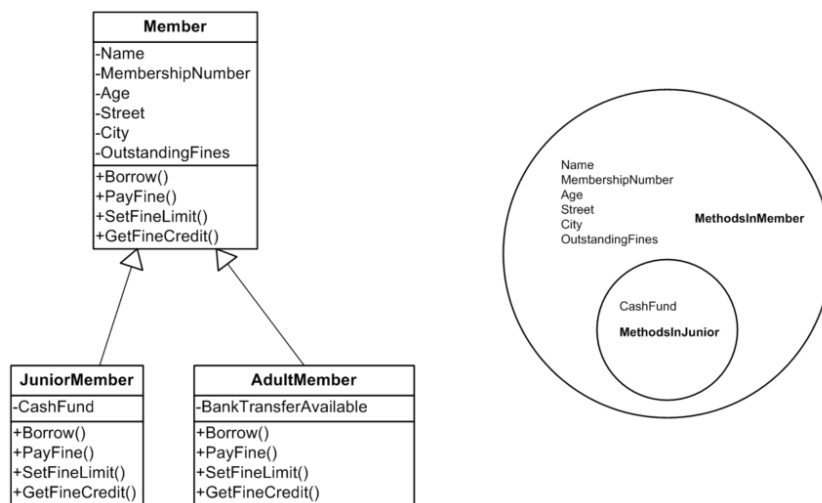 Member
-Name
-MembershipNumber
-Age
-Street
-City
-OutstandingFines
+Borrow()
+PayFine()
+SetFineLimit()
+GetFineCredit()
JuniorMember
-CashFund
+Borrow()
+PayFine()
+SetFineLimit()
+GetFineCredit()
AdultMember
-BankTransferAvailable
+Borrow()
+PayFine()
+SetFineLimit()
+GetFineCredit()
Name
MembershipNumber
Age
Street
City
OutstandingFines
MethodsInMember
CashFund
MethodsInJunior